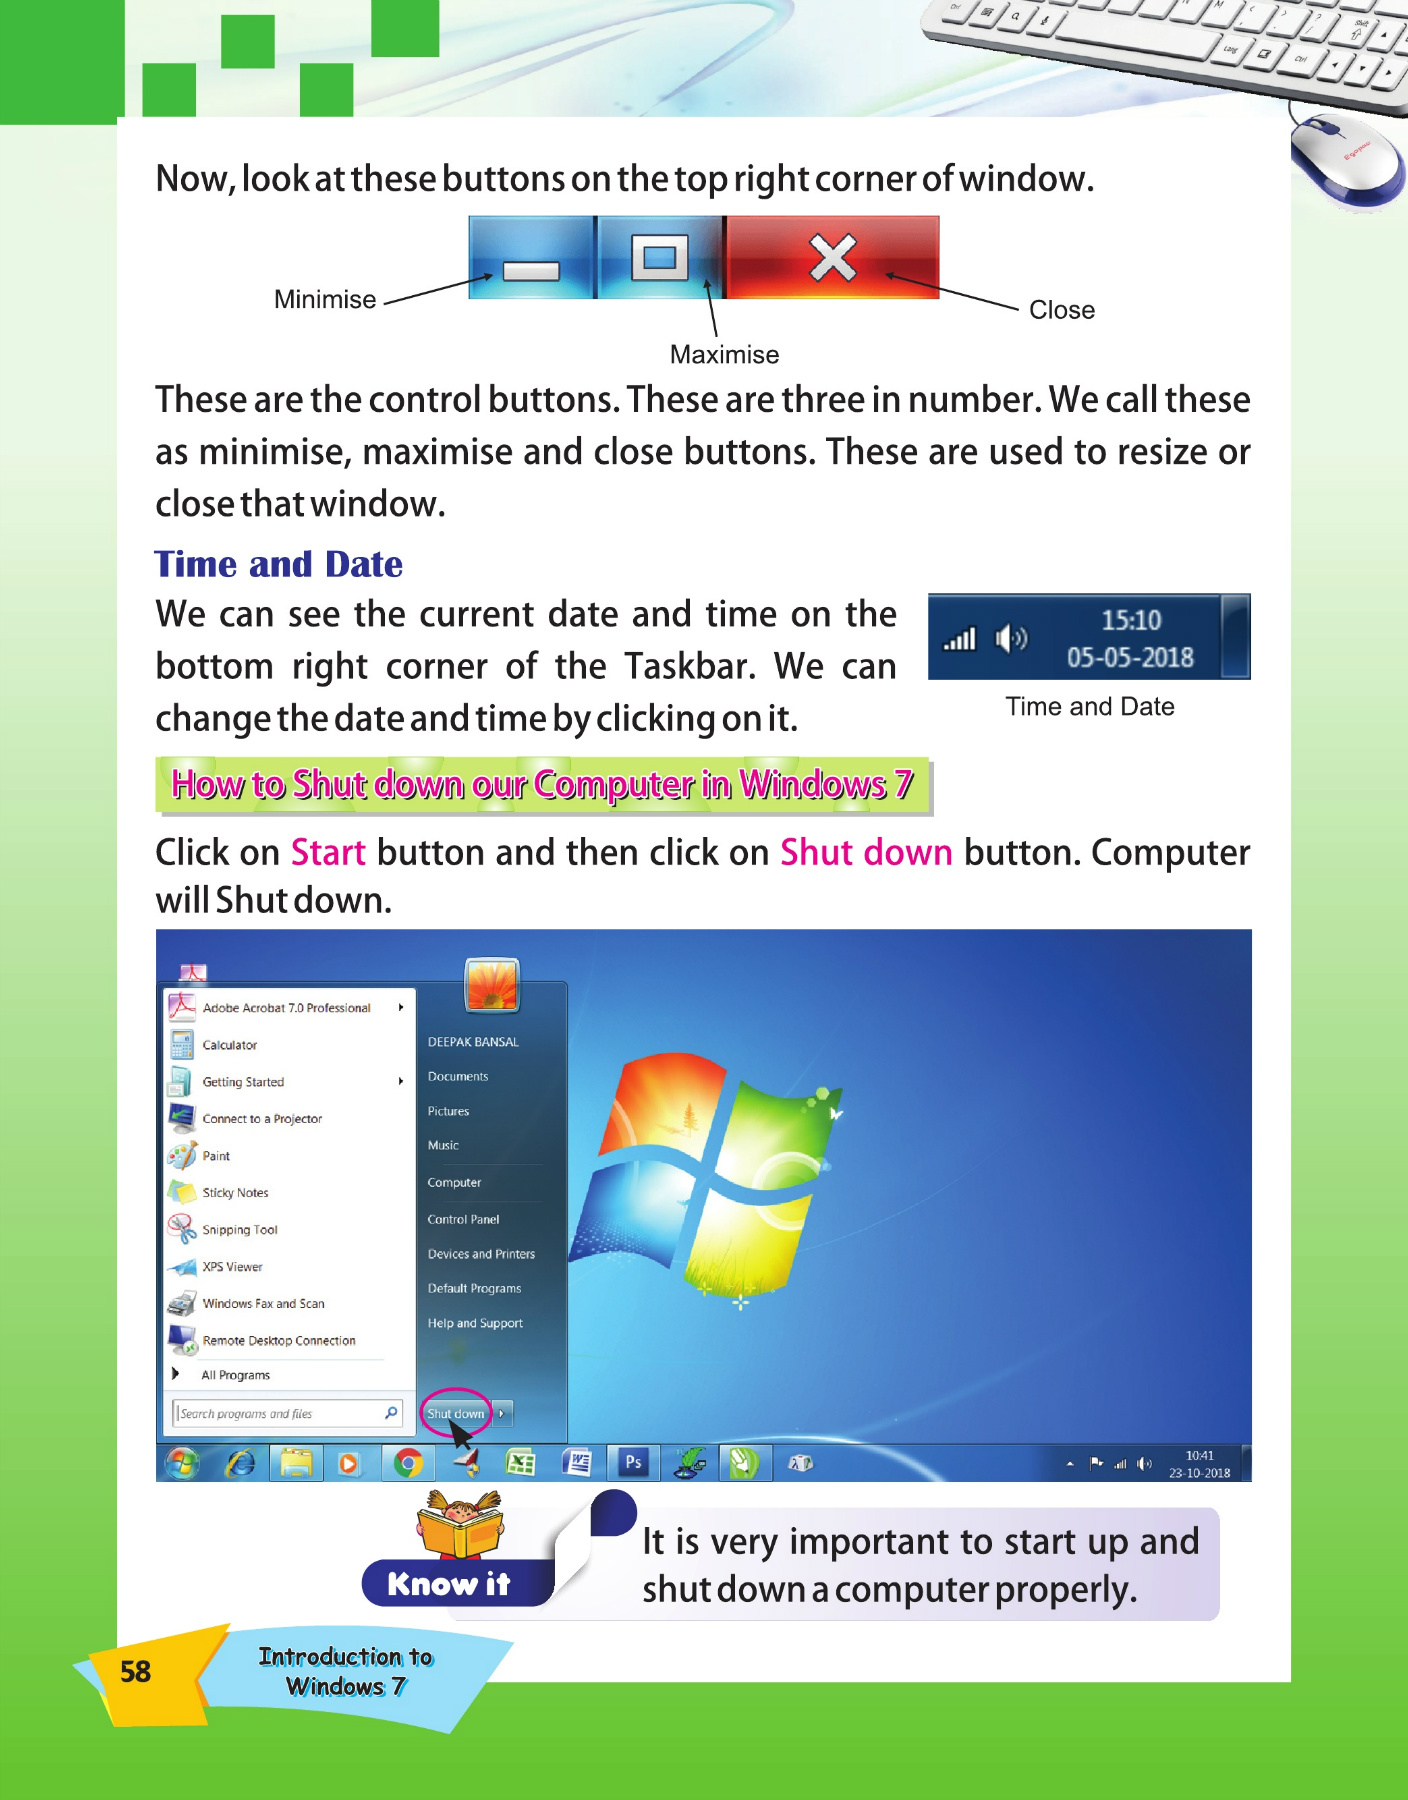 Now, look at these buttons on the top right corner of window.
Minimise
Close
Maximise
These are the control buttons. These are three in number. We call these
as minimise, maximise and close buttons. These are used to resize or
close that window.
Time and Date
We can see the current date and time on the
bottom right corner of the Taskbar. We can
change the date and time by clicking on it.
15:10
05-05-2018
Time and Date
How to Shut down our Computer in Windows 7
Click on Start button and then click on Shut down button. Computer
will Shut down.
Adobe Acrobat 7.0 Professional
Calculator
Getting Started
Connect to a Projector
Paint
Sticky Notes
Snipping Tool
XPS Viewer
Windows Fax and Scan
Remote Desktop Connection
All Programs
Search programs and files
DEEPAK BANSAL
Documents
Pictures
Music
Computer
Control Panel
Devices and Printers
Default Programs
Help and Support
Shut down
Ps
10:41
23-10-2018
Know it
It is very important to start up and
shut down a computer properly.
58
Introduction to
Windows 7